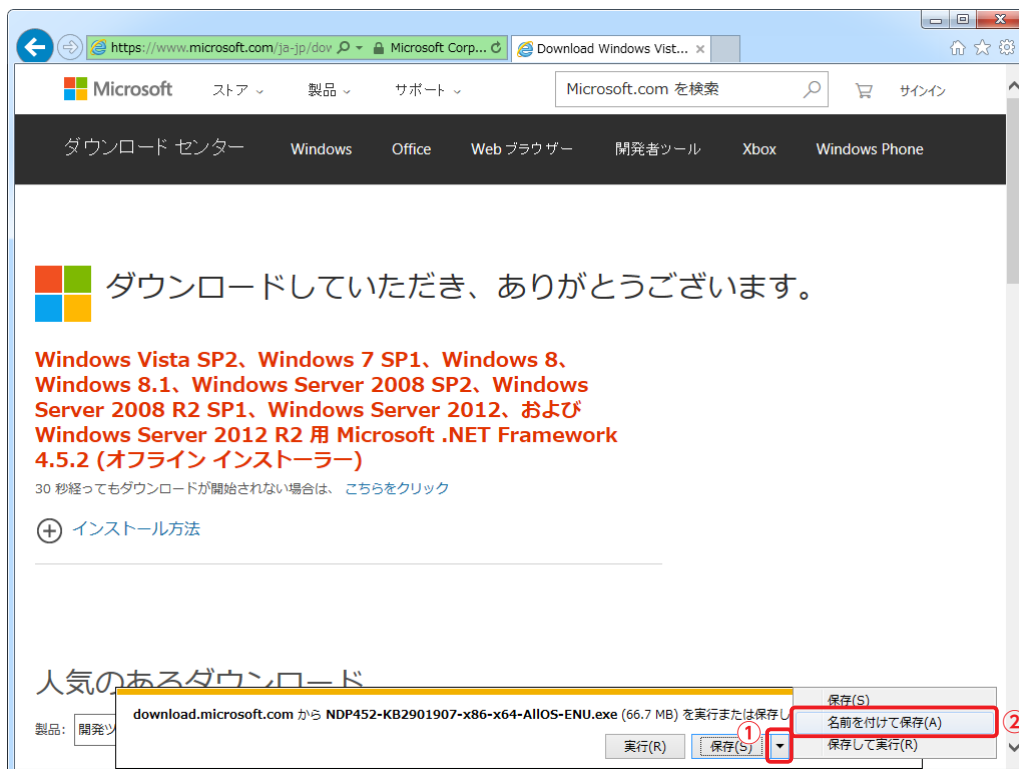 https://www.microsoft.com/ja-jp/dov
Microsoft Corp...
Download Windows Vist...
Microsoft
ストア
製品
サポート
Microsoft.com を検索
サインイン
ダウンロード センター
Windows
Office
Web ブラウザー
開発者ツール
Xbox
Windows Phone
ダウンロードしていただき、ありがとうございます。
Windows Vista SP2、Windows 7 SP1、Windows 8、
Windows 8.1、Windows Server 2008 SP2、Windows
Server 2008 R2 SP1、Windows Server 2012、および
Windows Server 2012 R2 用 Microsoft .NET Framework
4.5.2 (オフライン インストーラー)
30 秒経ってもダウンロードが開始されない場合は、 こちらをクリック
インストール方法
人気のあるダウンロード
製品: 開発ツ
download.microsoft.com から NDP452-KB2901907-x86-x64-AllOS-ENU.exe (66.7 MB) を実行または保存し
実行(R)
保存(S)
①
保存(S)
名前を付けて保存(A)
②
保存して実行(R)